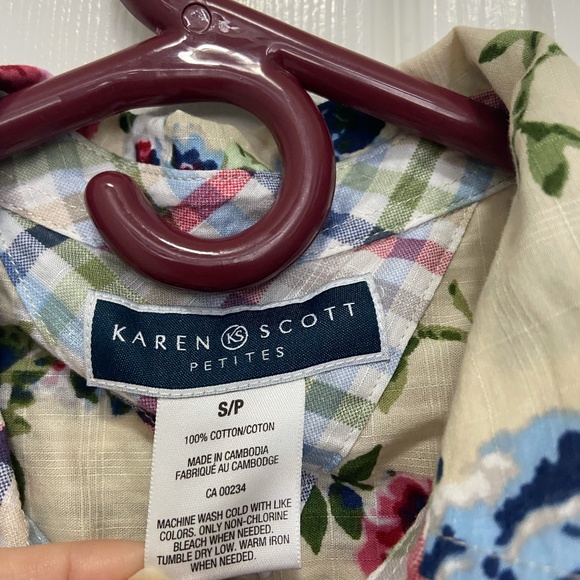 KAREN KS SCOTT
PETITES
S/P
100% COTTON/COTON
MADE IN CAMBODIA
FABRIQUÉ AU CAMBODGE
CA 00234
MACHINE WASH COLD WITH LIKE
COLORS. ONLY NON-CHLORINE
BLEACH WHEN NEEDED.
TUMBLE DRY LOW. WARM IRON
WHEN NEEDED.